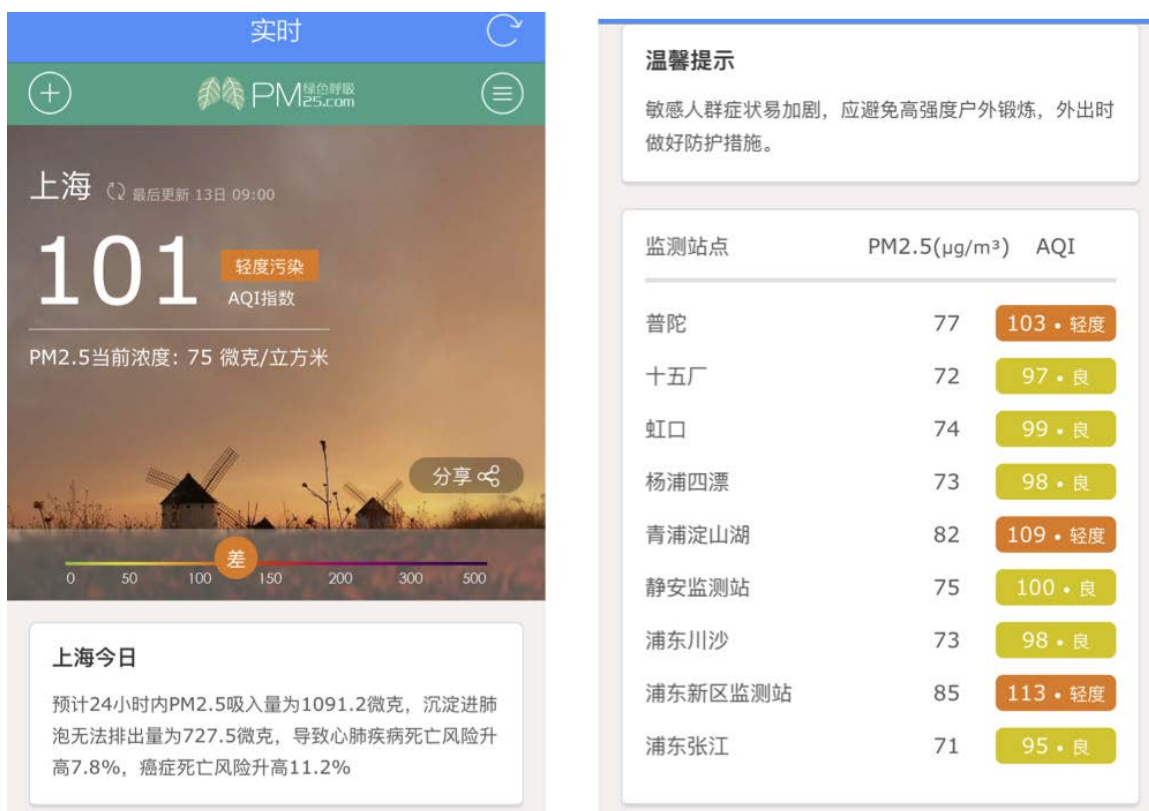 实时
PM绿色呼吸25.com
上海 最后更新 13日 09:00
101 轻度污染
AQI指数
PM2.5当前浓度：75 微克/立方米
分享
差
0 50 100 150 200 300 500
上海今日
预计24小时内PM2.5吸入量为1091.2微克，沉淀进肺
泡无法排出量为727.5微克，导致心肺疾病死亡风险升
高7.8%，癌症死亡风险升高11.2%
温馨提示
敏感人群症状易加剧，应避免高强度户外锻炼，外出时
做好防护措施。
监测站点 PM2.5(μg/m³) AQI
普陀 77 103 • 轻度
十五厂 72 97 • 良
虹口 74 99 • 良
杨浦四漂 73 98 • 良
青浦淀山湖 82 109 • 轻度
静安监测站 75 100 • 良
浦东川沙 73 98 • 良
浦东新区监测站 85 113 • 轻度
浦东张江 71 95 • 良